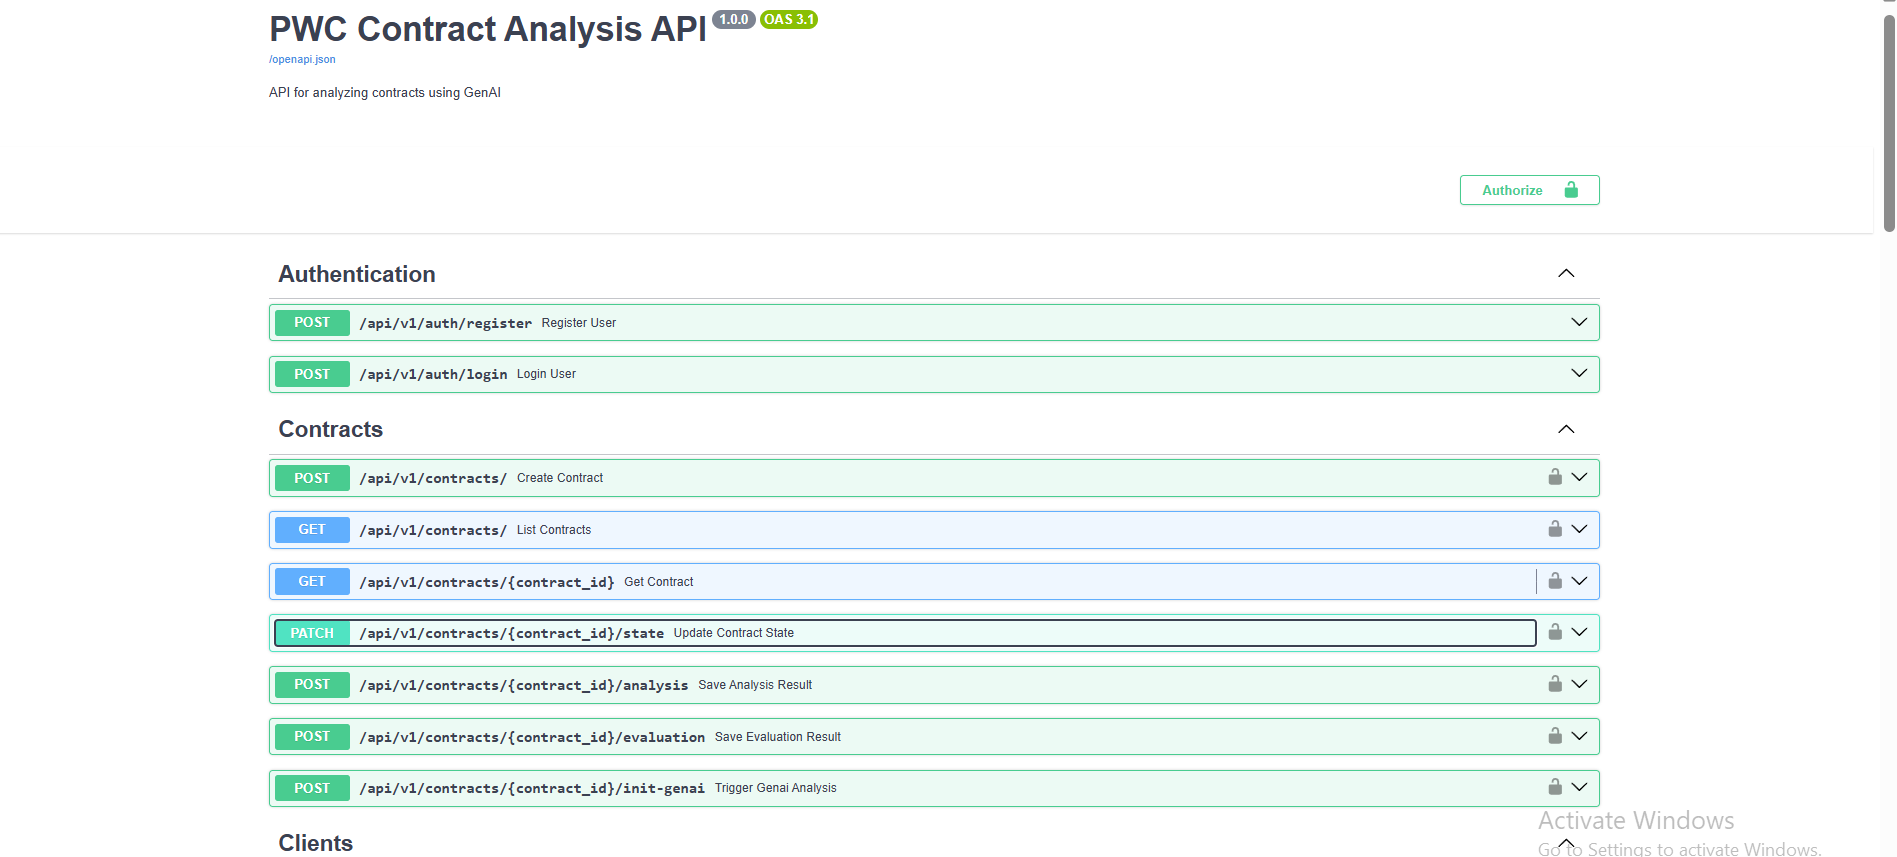 PWC Contract Analysis API 1.0.0 OAS 3.1
/openapi.json
API for analyzing contracts using GenAI
Authorize
Authentication
POST /api/v1/auth/register Register User
POST /api/v1/auth/login Login User
Contracts
POST /api/v1/contracts/ Create Contract
GET /api/v1/contracts/ List Contracts
GET /api/v1/contracts/{contract_id} Get Contract
PATCH /api/v1/contracts/{contract_id}/state Update Contract State
POST /api/v1/contracts/{contract_id}/analysis Save Analysis Result
POST /api/v1/contracts/{contract_id}/evaluation Save Evaluation Result
POST /api/v1/contracts/{contract_id}/init-genai Trigger Genai Analysis
Clients
Activate Windows
Go to Settings to activate Windows.